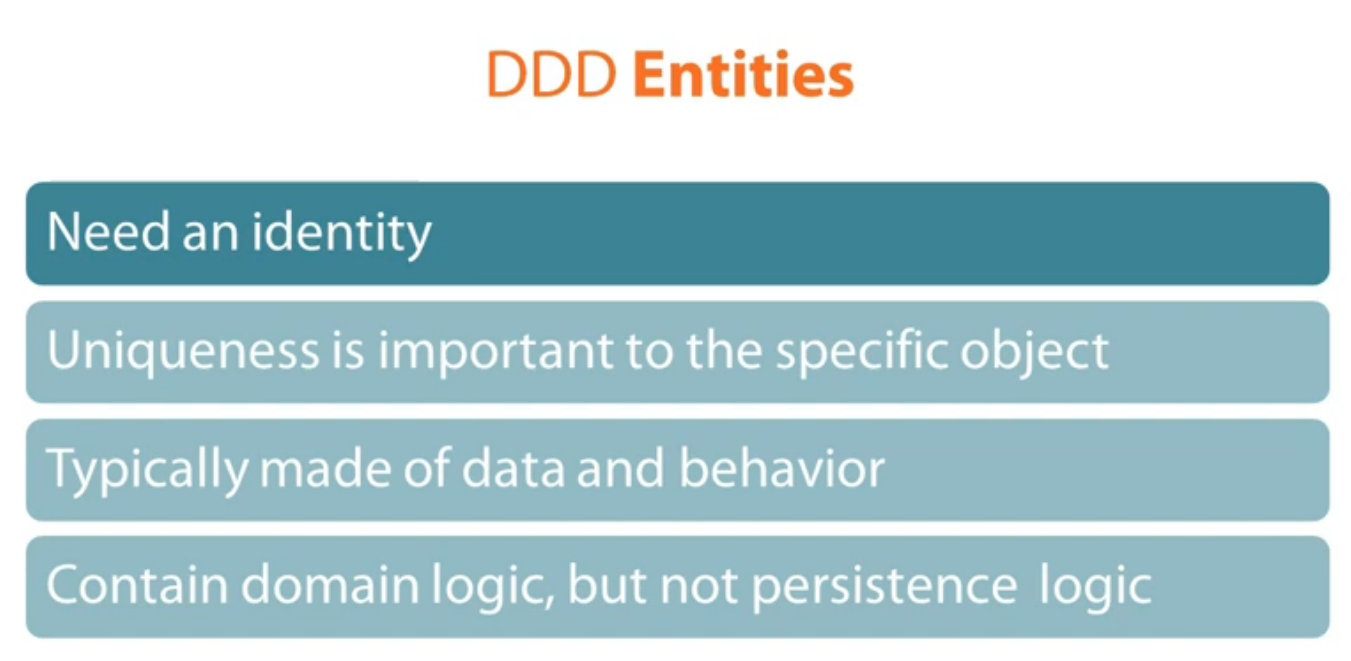 DDD Entities
Need an identity
Uniqueness is important to the specific object
Typically made of data and behavior
Contain domain logic, but not persistence logic